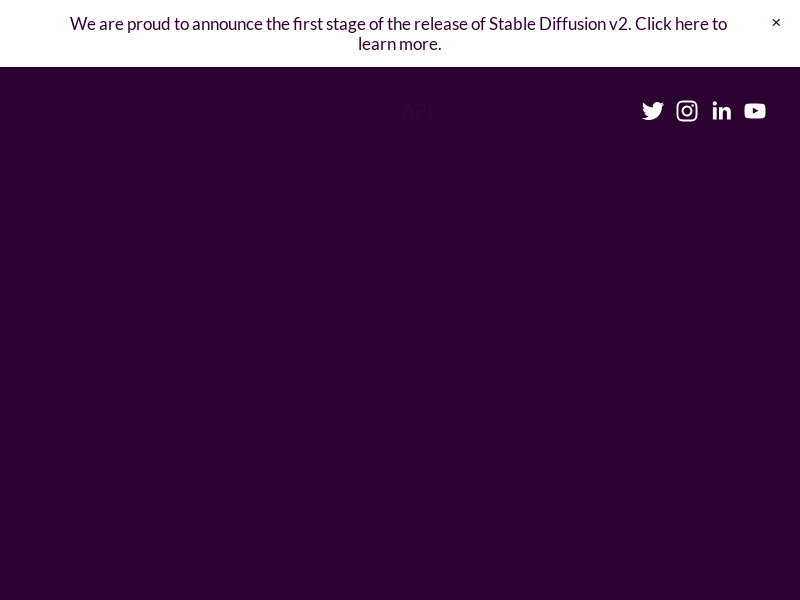 We are proud to announce the first stage of the release of Stable Diffusion v2. Click here to
learn more.
×
API